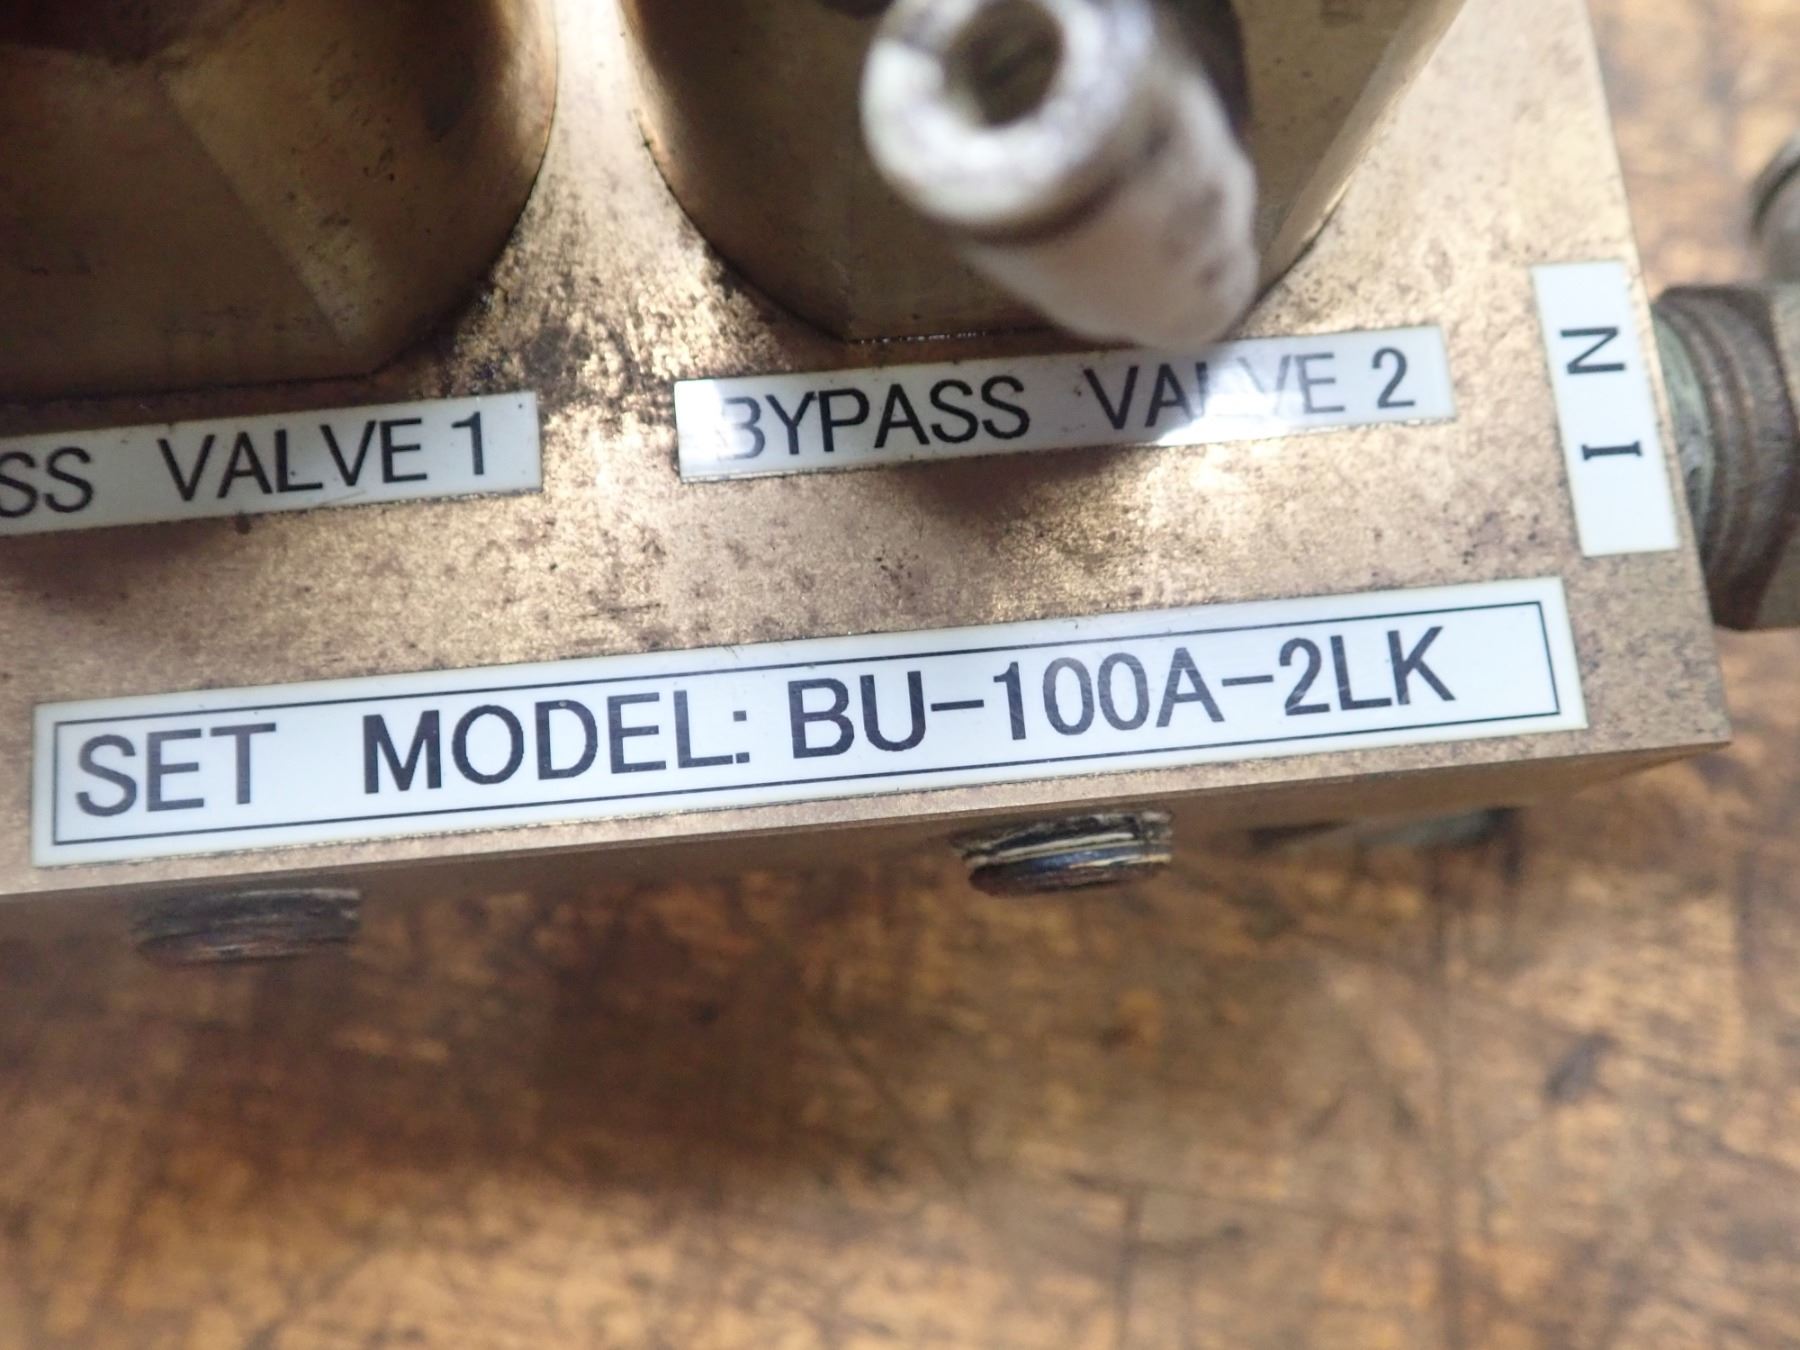 SS VALVE 1
BYPASS VALVE 2
IN
SET MODEL: BU-100A-2LK